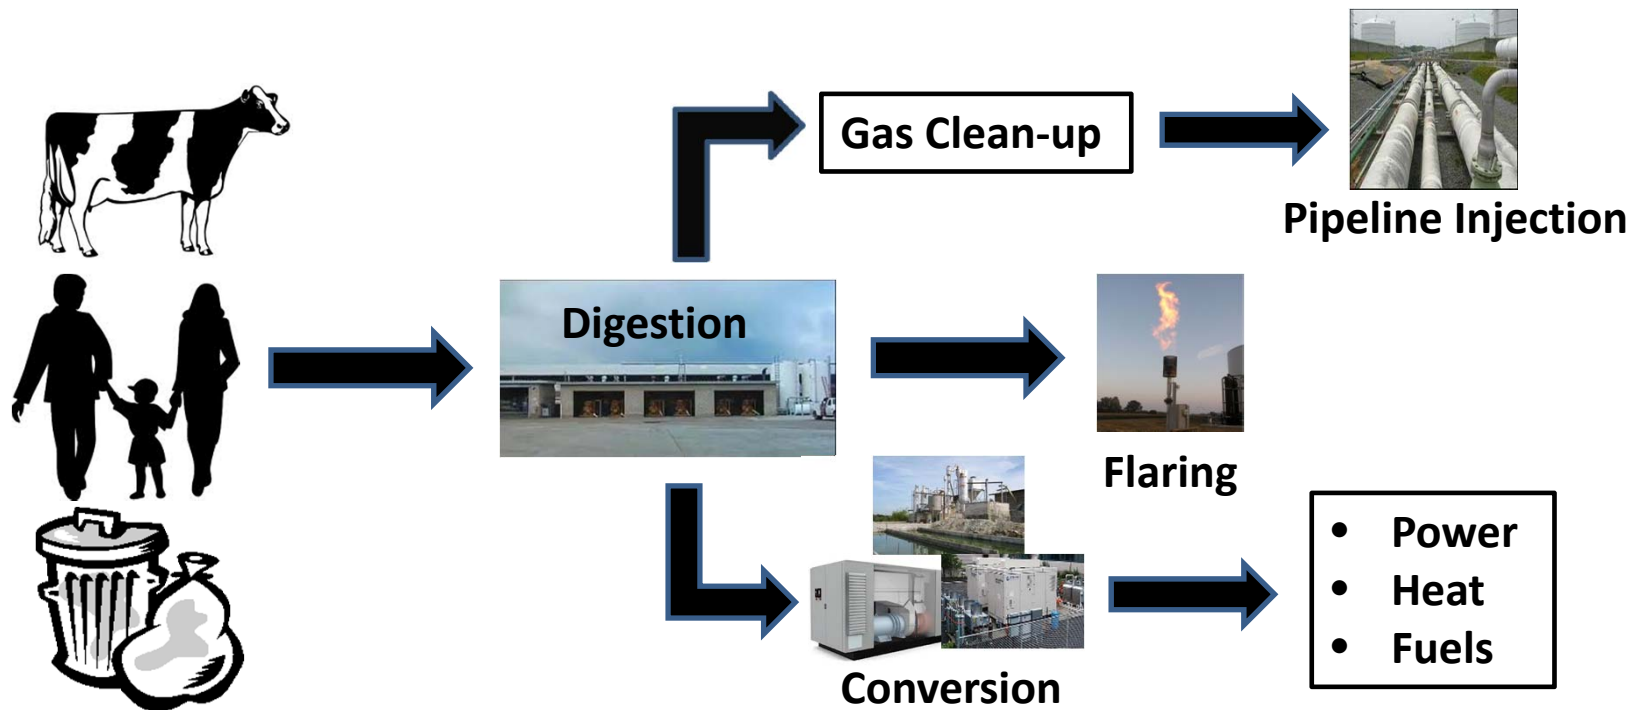 Gas Clean-up
Pipeline Injection
Digestion
Flaring
• Power
• Heat
• Fuels
Conversion